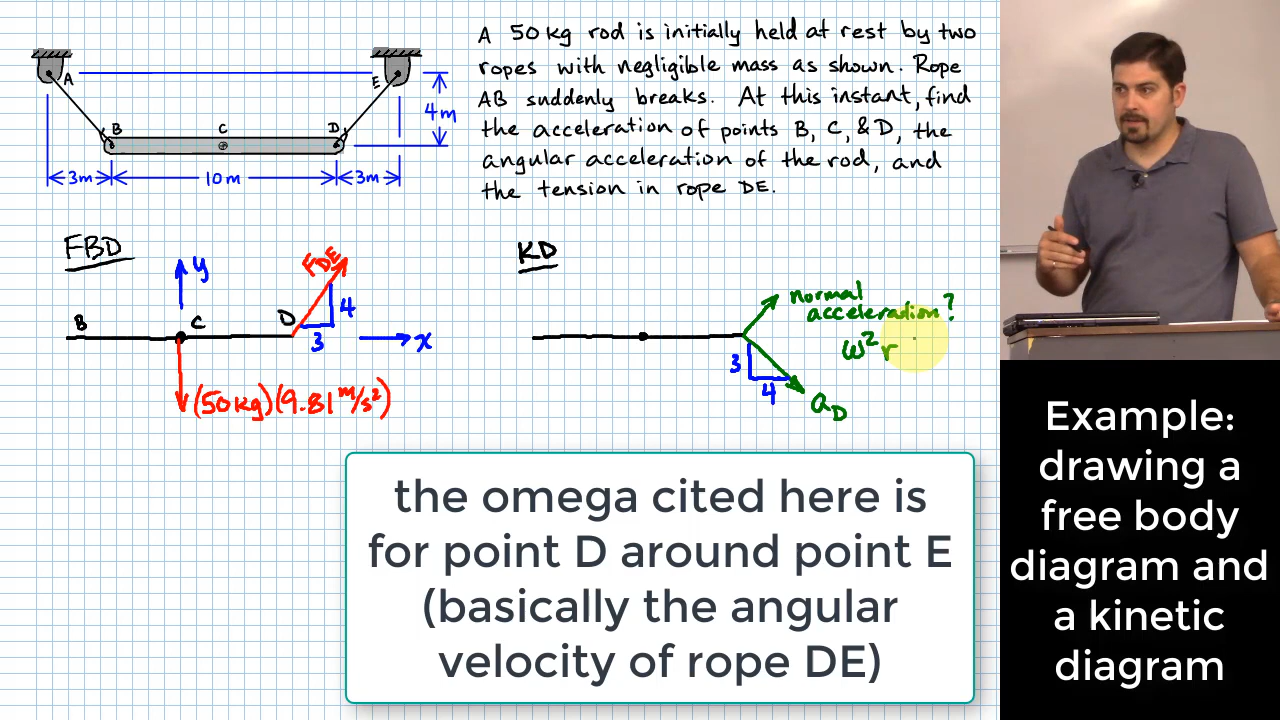 A 50 kg rod is initially held at rest by two
ropes with negligible mass as shown. Rope
AB suddenly breaks. At this instant, find
the acceleration of points B, C, & D, the
angular acceleration of the rod, and
the tension in rope DE.
A
E
B
C
D
4m
3m
10m
3m
FBD
y
FDE
B
C
D
4
3
x
(50kg)(9.81 m/s²)
KD
normal
acceleration?
ω²r
3
4
aD
the omega cited here is
for point D around point E
(basically the angular
velocity of rope DE)
Example:
drawing a
free body
diagram and
a kinetic
diagram